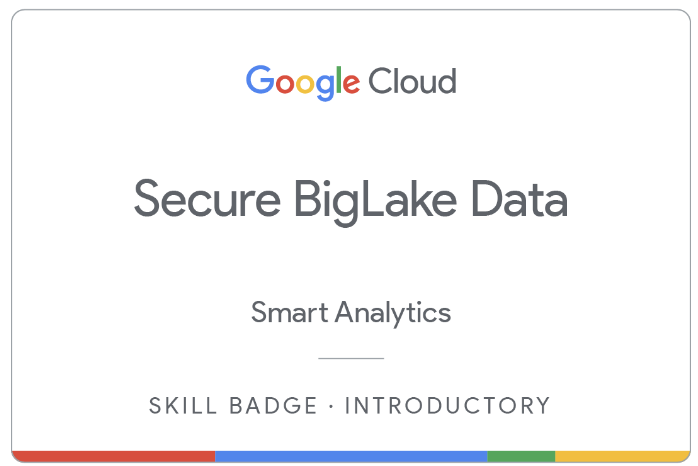 Google Cloud
Secure BigLake Data
Smart Analytics
SKILL BADGE · INTRODUCTORY